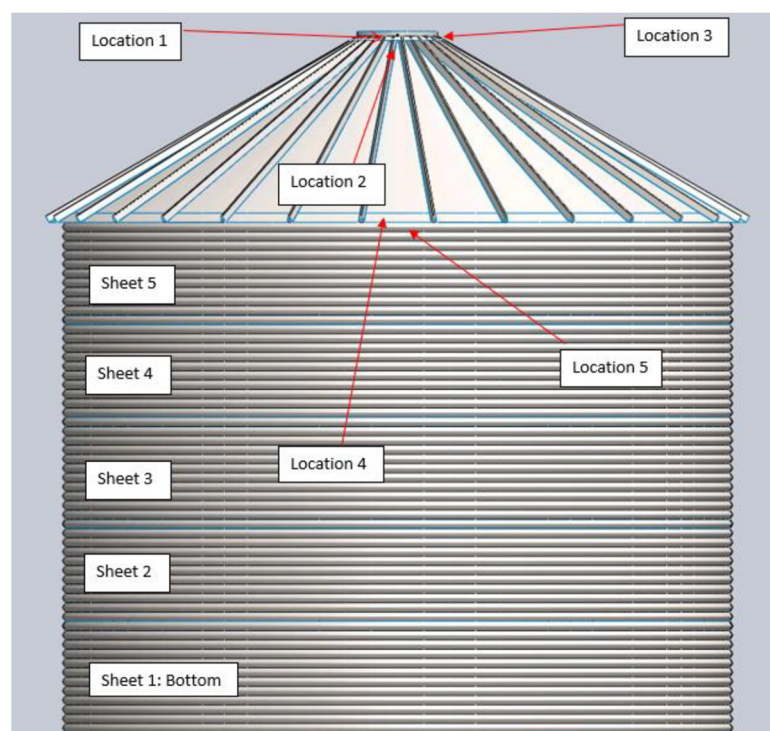 Location 1
Location 3
Location 2
Sheet 5
Location 5
Sheet 4
Location 4
Sheet 3
Sheet 2
Sheet 1: Bottom